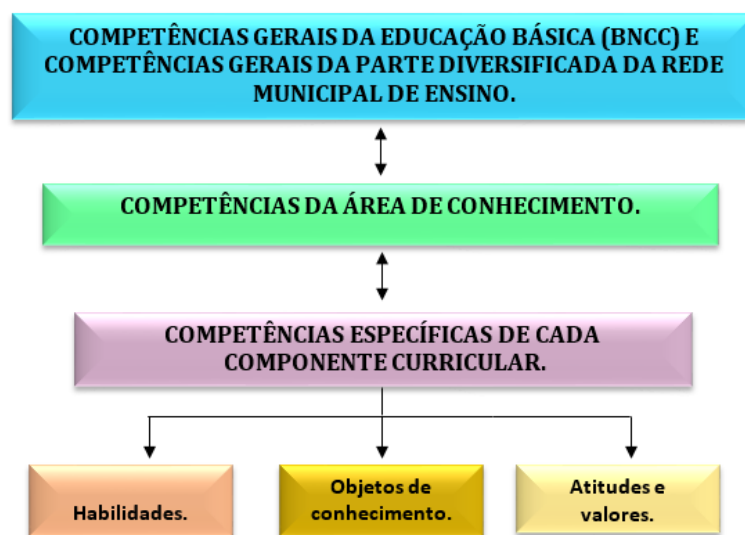 COMPETÊNCIAS GERAIS DA EDUCAÇÃO BÁSICA (BNCC) E
COMPETÊNCIAS GERAIS DA PARTE DIVERSIFICADA DA REDE
MUNICIPAL DE ENSINO.
COMPETÊNCIAS DA ÁREA DE CONHECIMENTO.
COMPETÊNCIAS ESPECÍFICAS DE CADA
COMPONENTE CURRICULAR.
Habilidades.
Objetos de
conhecimento.
Atitudes e
valores.